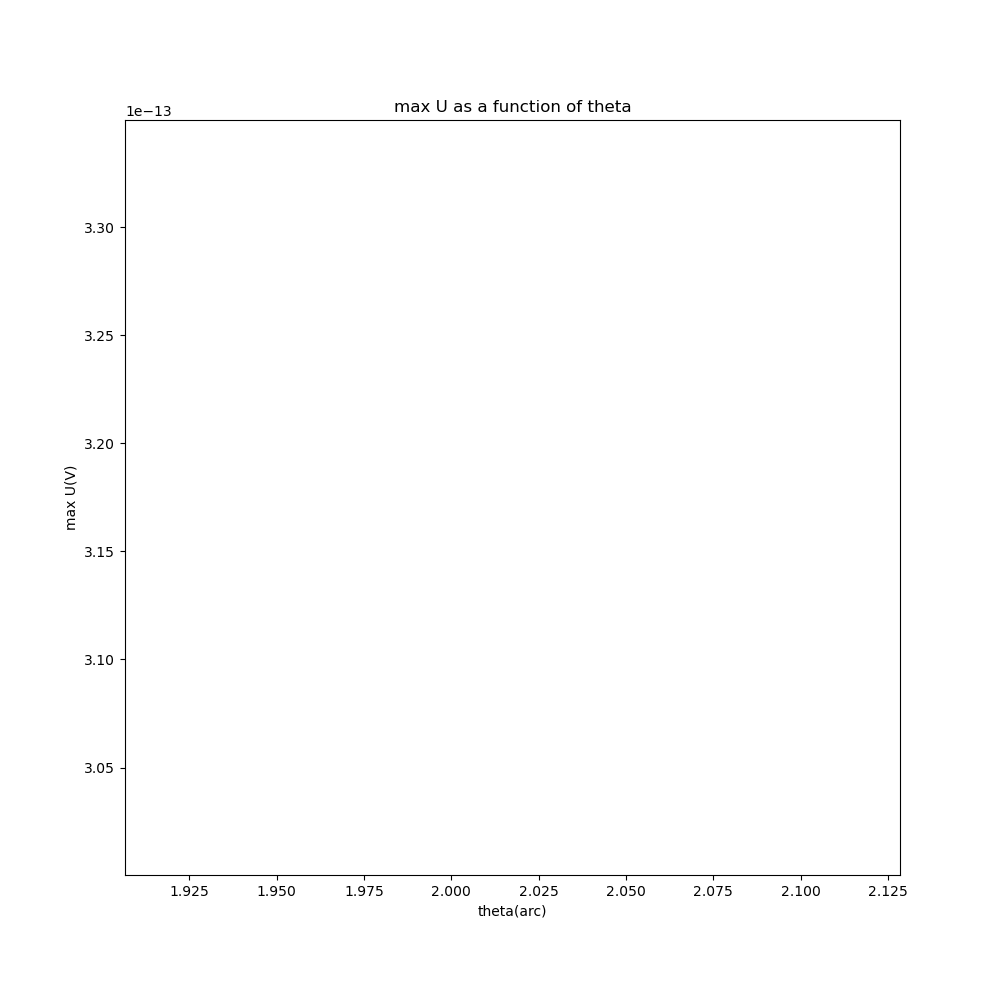 max U as a function of theta
1e−13
3.30
3.25
3.20
3.15
3.10
3.05
max U(V)
1.925 1.950 1.975 2.000 2.025 2.050 2.075 2.100 2.125
theta(arc)